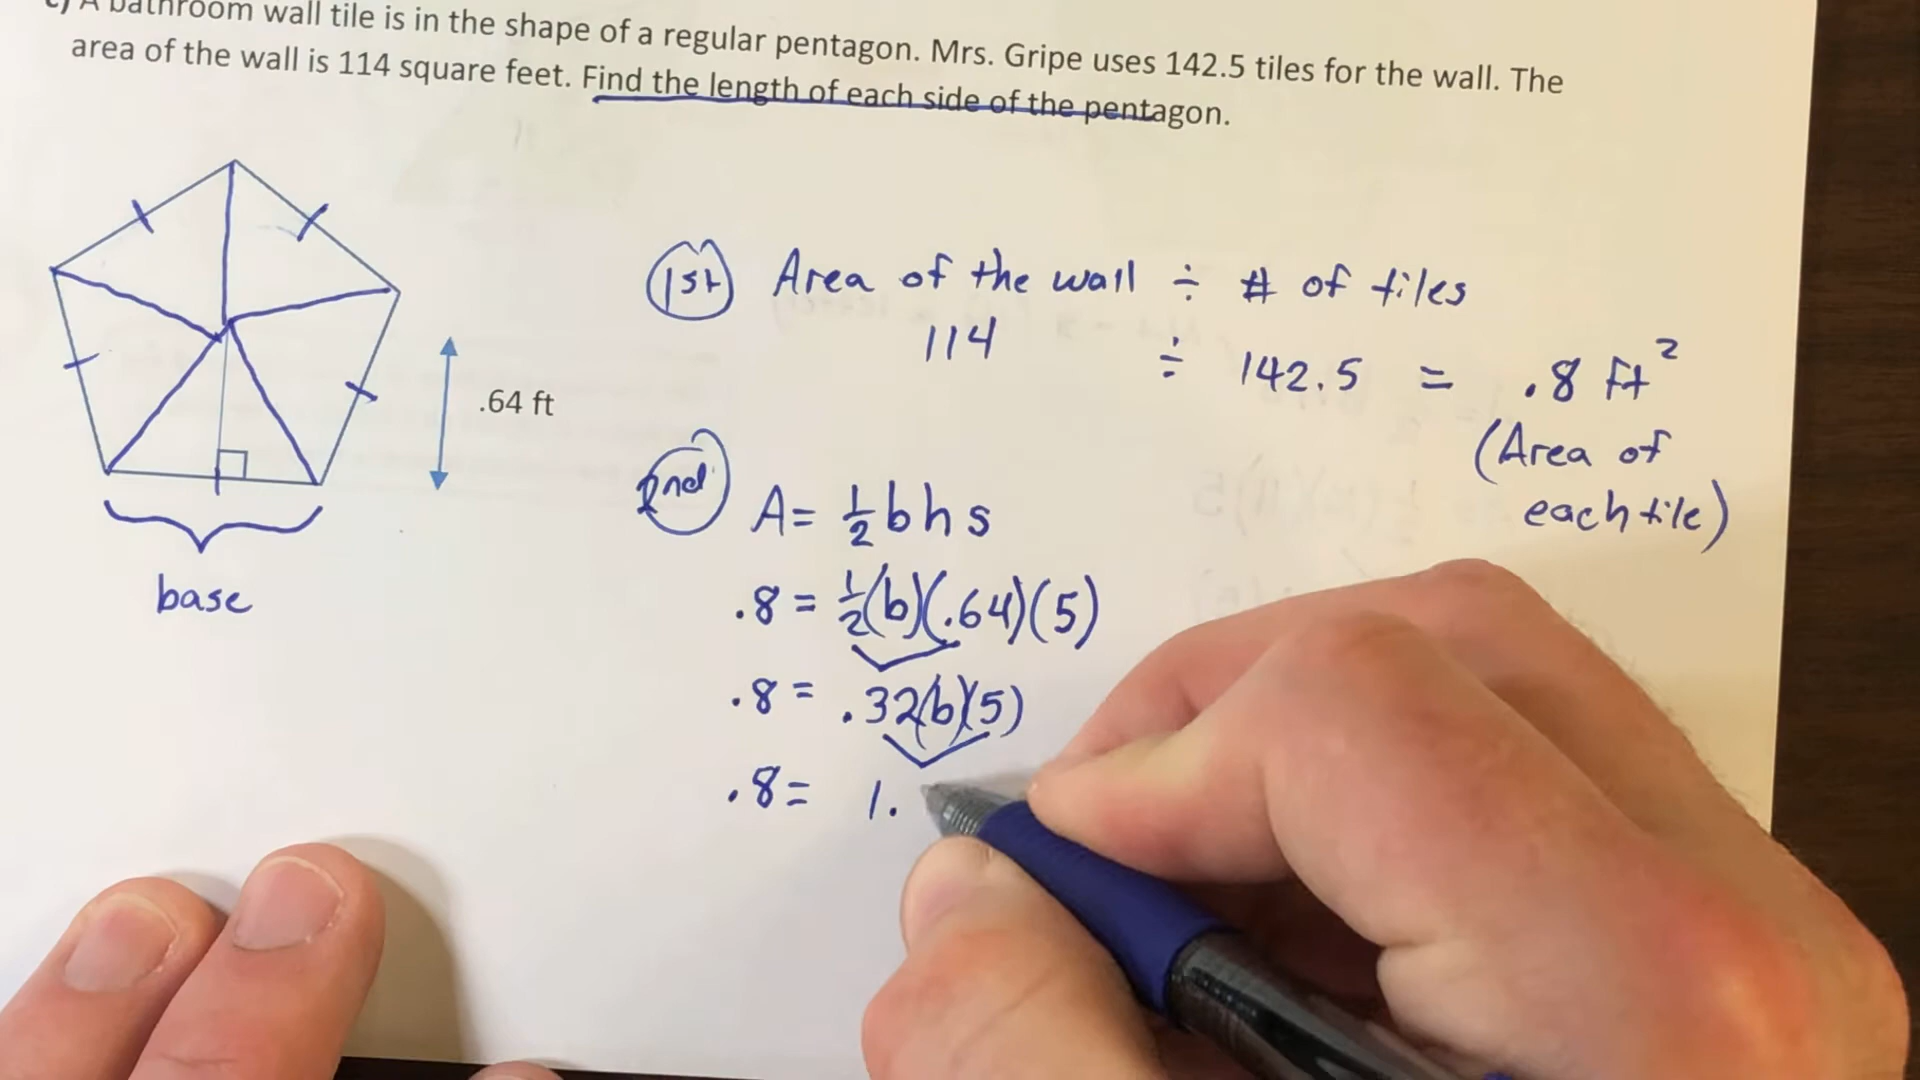 A bathroom wall tile is in the shape of a regular pentagon. Mrs. Gripe uses 142.5 tiles for the wall. The
area of the wall is 114 square feet. Find the length of each side of the pentagon.
1st Area of the wall ÷ # of tiles
114 ÷ 142.5 = .8 ft²
(Area of
each tile)
.64 ft
2nd A = ½bhs
base
.8 = ½(b)(.64)(5)
.8 = .32(b)(5)
.8 = 1.